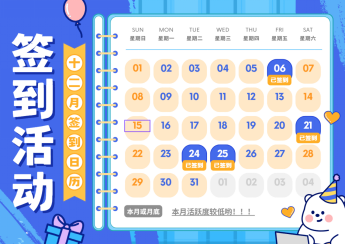 签到活动
十二月签到日历
SUN MON TUE WED THU FRI SAT
星期日 星期一 星期二 星期三 星期四 星期五 星期六
01 02 03 04 05 06 07
已签到
08 09 10 11 12 13 14
15 16 17 18 19 20 21
已签到
22 23 24 25 26 27 28
已签到 已签到
29 30 31 01 02 03 04
本月或月底 本月活跃度较低哟！！！